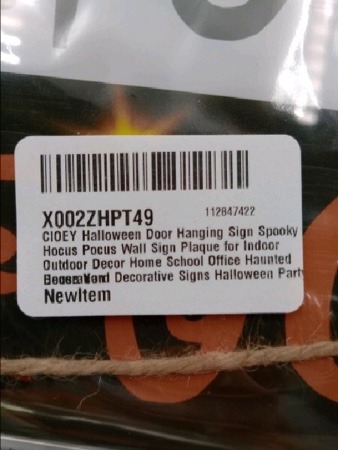 X002ZHPT49 112847422
CIOEY Halloween Door Hanging Sign Spooky
Hocus Pocus Wall Sign Plaque for Indoor
Outdoor Decor Home School Office Haunted
Decorative Signs Halloween Party
NewItem